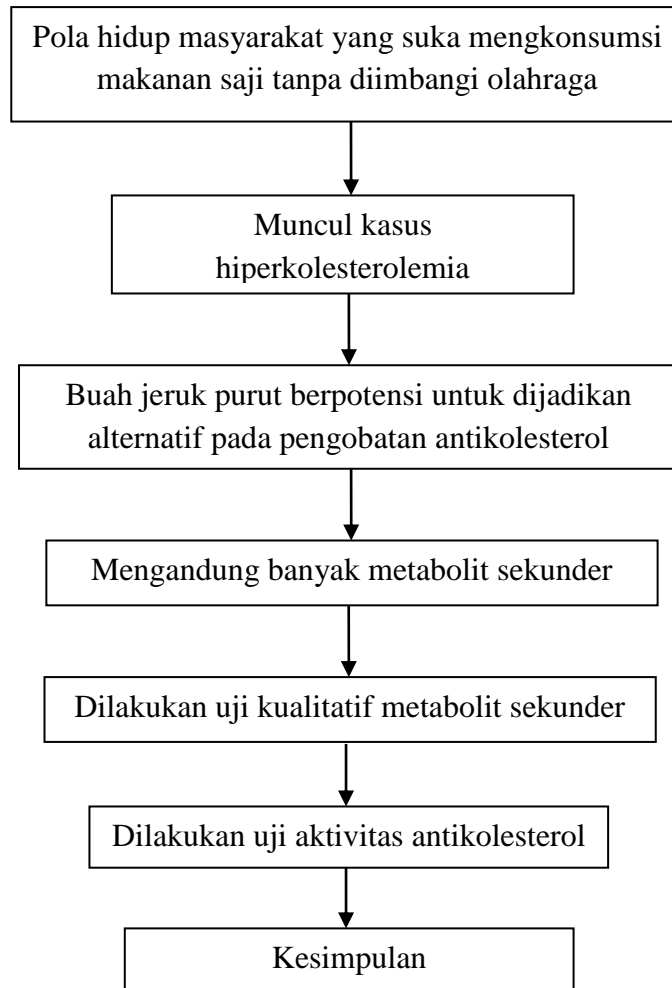 Pola hidup masyarakat yang suka mengkonsumsi
makanan saji tanpa diimbangi olahraga
Muncul kasus
hiperkolesterolemia
Buah jeruk purut berpotensi untuk dijadikan
alternatif pada pengobatan antikolesterol
Mengandung banyak metabolit sekunder
Dilakukan uji kualitatif metabolit sekunder
Dilakukan uji aktivitas antikolesterol
Kesimpulan